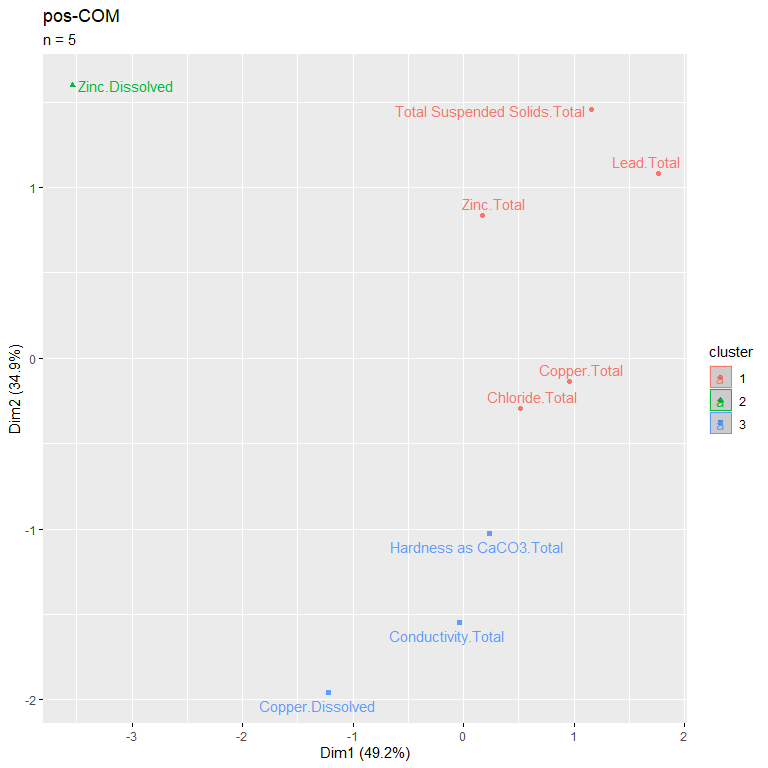 pos-COM
n = 5
Zinc.Dissolved
Total Suspended Solids.Total
Lead.Total
Zinc.Total
Copper.Total
Chloride.Total
Hardness as CaCO3.Total
Conductivity.Total
Copper.Dissolved
1
0
-1
-2
Dim2 (34.9%)
-3
-2
-1
0
1
2
Dim1 (49.2%)
cluster
a 1
a 2
a 3